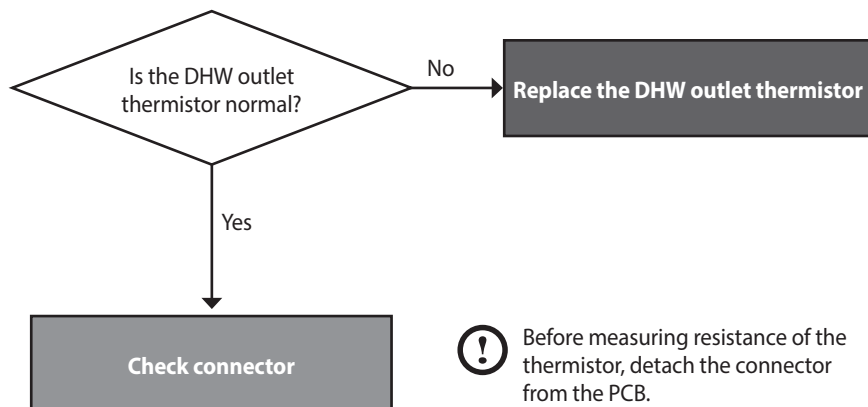 Is the DHW outlet
thermistor normal?
No
Replace the DHW outlet thermistor
Yes
Check connector
Before measuring resistance of the
thermistor, detach the connector
from the PCB.